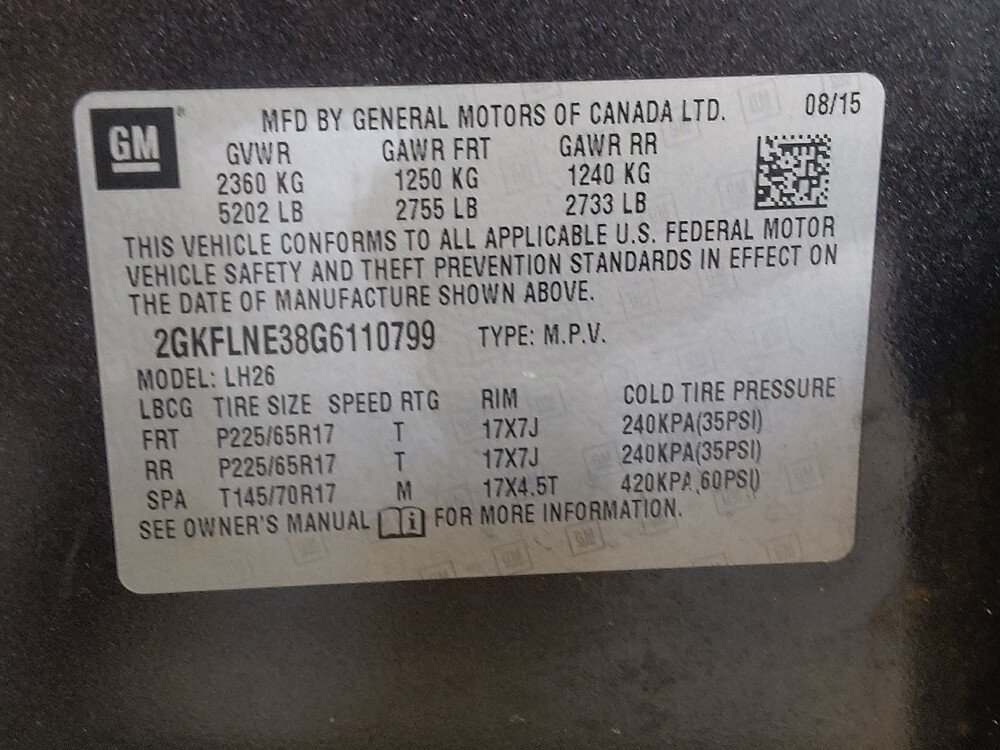 GM ® MFD BY GENERAL MOTORS OF CANADA LTD. 08/15
GVWR GAWR FRT GAWR RR
2360 KG 1250 KG 1240 KG
5202 LB 2755 LB 2733 LB
THIS VEHICLE CONFORMS TO ALL APPLICABLE U.S. FEDERAL MOTOR
VEHICLE SAFETY AND THEFT PREVENTION STANDARDS IN EFFECT ON
THE DATE OF MANUFACTURE SHOWN ABOVE.
2GKFLNE38G6110799 TYPE: M.P.V.
MODEL: LH26
LBCG TIRE SIZE SPEED RTG RIM COLD TIRE PRESSURE
FRT P225/65R17 T 17X7J 240KPA(35PSI)
RR P225/65R17 T 17X7J 240KPA(35PSI)
SPA T145/70R17 M 17X4.5T 420KPA(60PSI)
SEE OWNER'S MANUAL i FOR MORE INFORMATION.